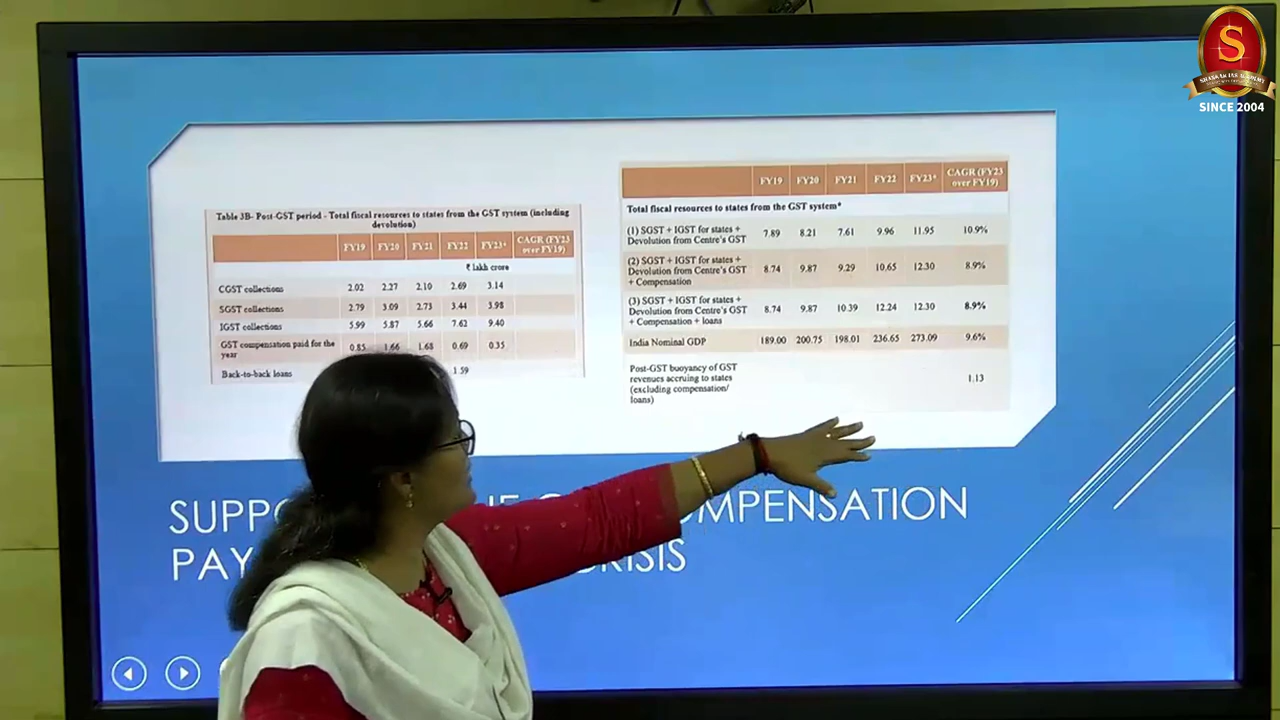 S
SHANKAR IAS ACADEMY
SINCE 2004
Table 3B- Post-GST period - Total fiscal resources to states from the GST system (including
devolution)
FY19 FY20 FY21 FY22 FY23* CAGR (FY23
over FY19)
₹ lakh crore
CGST collections 2.02 2.27 2.10 2.69 3.14
SGST collections 2.79 3.09 2.73 3.44 3.98
IGST collections 5.99 5.87 5.66 7.62 9.40
GST compensation paid for the
year 0.85 1.66 1.68 0.69 0.35
Back-to-back loans 1.59
FY19 FY20 FY21 FY22 FY23* CAGR (FY23
over FY19)
Total fiscal resources to states from the GST system#
(1) SGST + IGST for states +
Devolution from Centre's GST 7.89 8.21 7.61 9.96 11.95 10.9%
(2) SGST + IGST for states +
Devolution from Centre's GST
+ Compensation 8.74 9.87 9.29 10.65 12.30 8.9%
(3) SGST + IGST for states +
Devolution from Centre's GST
+ Compensation + loans 8.74 9.87 10.39 12.24 12.30 8.9%
India Nominal GDP 189.00 200.75 198.01 236.65 273.09 9.6%
Post-GST buoyancy of GST
revenues accruing to states
(excluding compensation/
loans) 1.13
SUPP MPENSATION
PAY RISIS